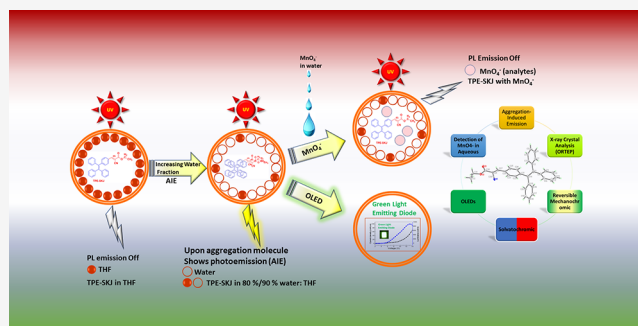 MnO₄⁻
in water
UV
PL Emission Off
MnO₄⁻ (analytes)
TPE-SKJ with MnO₄⁻
UV
UV
Increasing Water
Fraction
AIE
MnO₄⁻
OLED
PL emission Off
THF
TPE-SKJ in THF
Upon aggregation molecule
Shows photoemission (AIE)
Water
TPE-SKJ in 80 %/90 % water: THF
Green Light
Emitting Diode
Aggregation-
Induced
Emission
Detection of
MnO4- in
Aqueous
X-ray Crystal
Analysis
(ORTEP)
OLEDs
Reversible
Mechanochr
omic
Solvatochromic